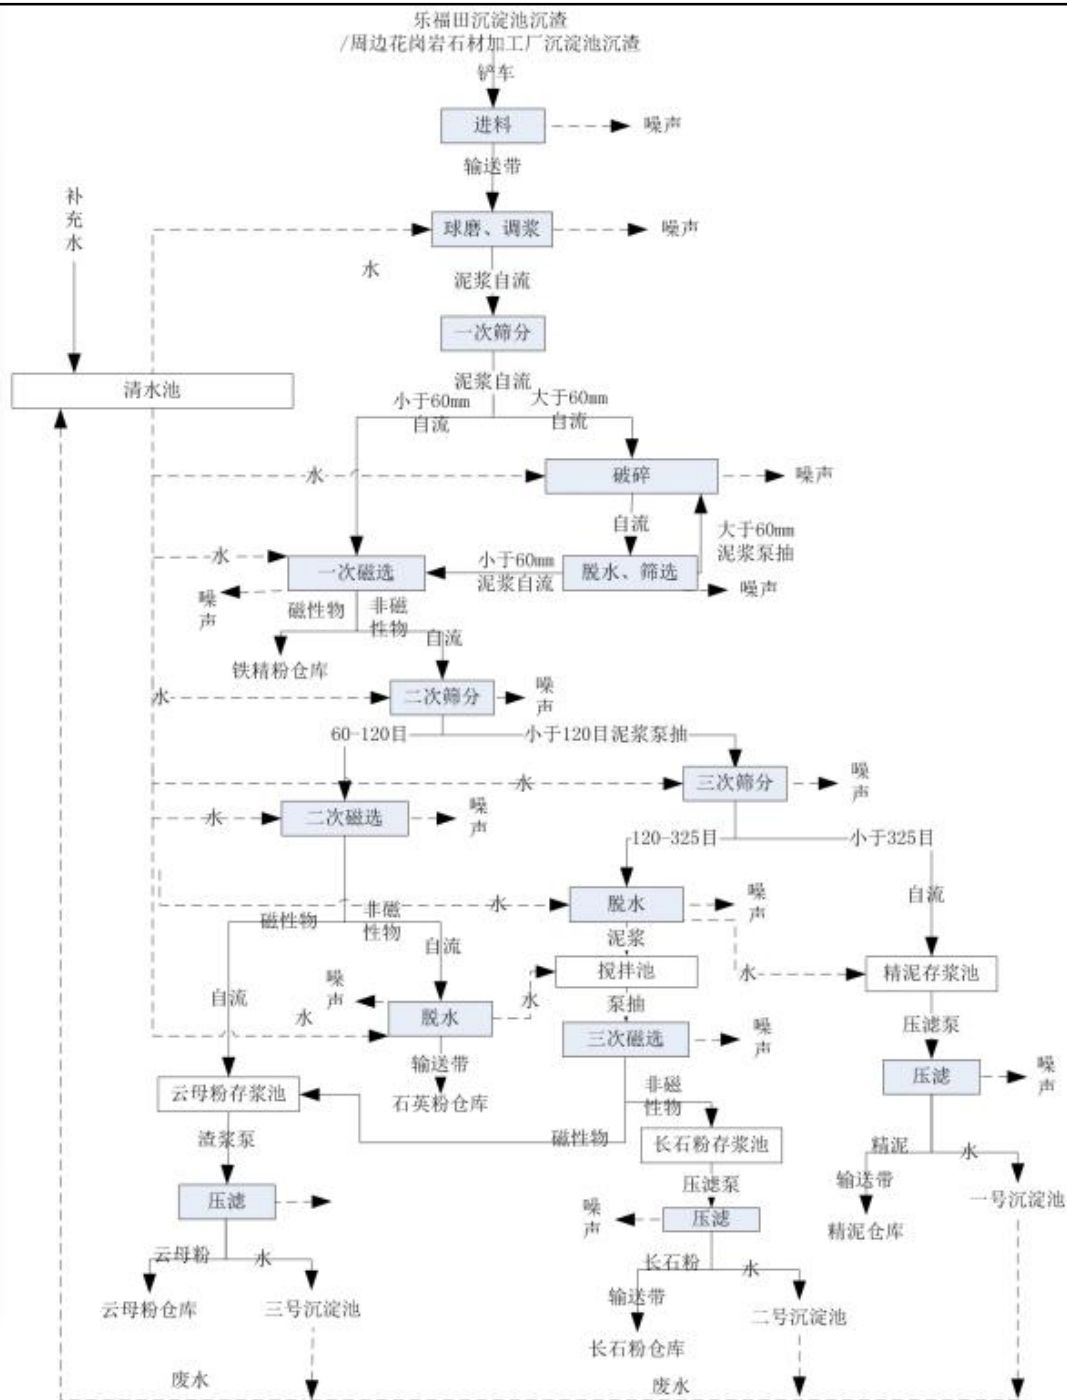 乐福田沉淀池沉渣
/周边花岗岩石材加工厂沉淀池沉渣
铲车
进料
噪声
输送带
补充水
球磨、调浆
噪声
水
泥浆自流
一次筛分
泥浆自流
清水池
小于60mm
自流
大于60mm
自流
水
破碎
噪声
自流
大于60mm
泥浆泵抽
水
一次磁选
小于60mm
泥浆自流
脱水、筛选
噪声
噪声
磁性物
非磁
性物
自流
铁精粉仓库
水
二次筛分
噪声
60-120目
小于120目泥浆泵抽
水
三次筛分
噪声
水
二次磁选
噪声
120-325目
小于325目
水
脱水
噪声
自流
磁性物
非磁
性物
自流
泥浆
搅拌池
水
精泥存浆池
自流
噪声
水
脱水
水
泵抽
三次磁选
噪声
压滤泵
输送带
石英粉仓库
云母粉存浆池
非磁
性物
压滤
噪声
渣浆泵
磁性物
长石粉存浆池
精泥
水
压滤泵
输送带
一号沉淀池
压滤
噪声
压滤
精泥仓库
云母粉
水
长石粉
水
云母粉仓库
三号沉淀池
输送带
二号沉淀池
长石粉仓库
废水
废水